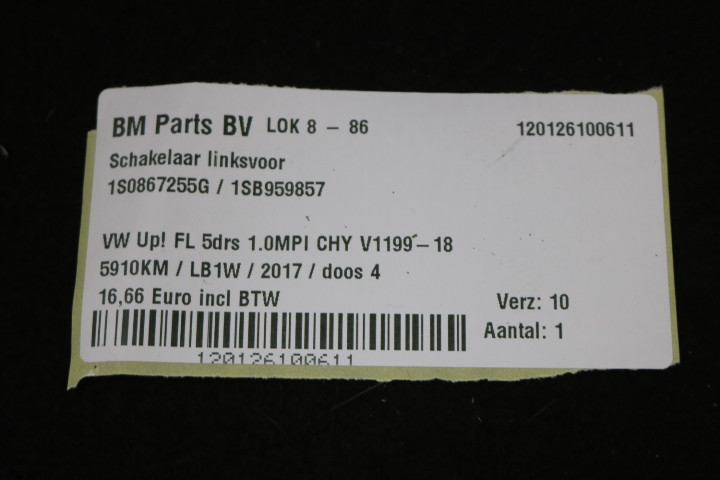 BM Parts BV LOK 8 - 86 120126100611
Schakelaar linksvoor
1S0867255G / 1SB959857
VW Up! FL 5drs 1.0MPI CHY V1199-18
5910KM / LB1W / 2017 / doos 4
16,66 Euro incl BTW Verz: 10
Aantal: 1
120126100611